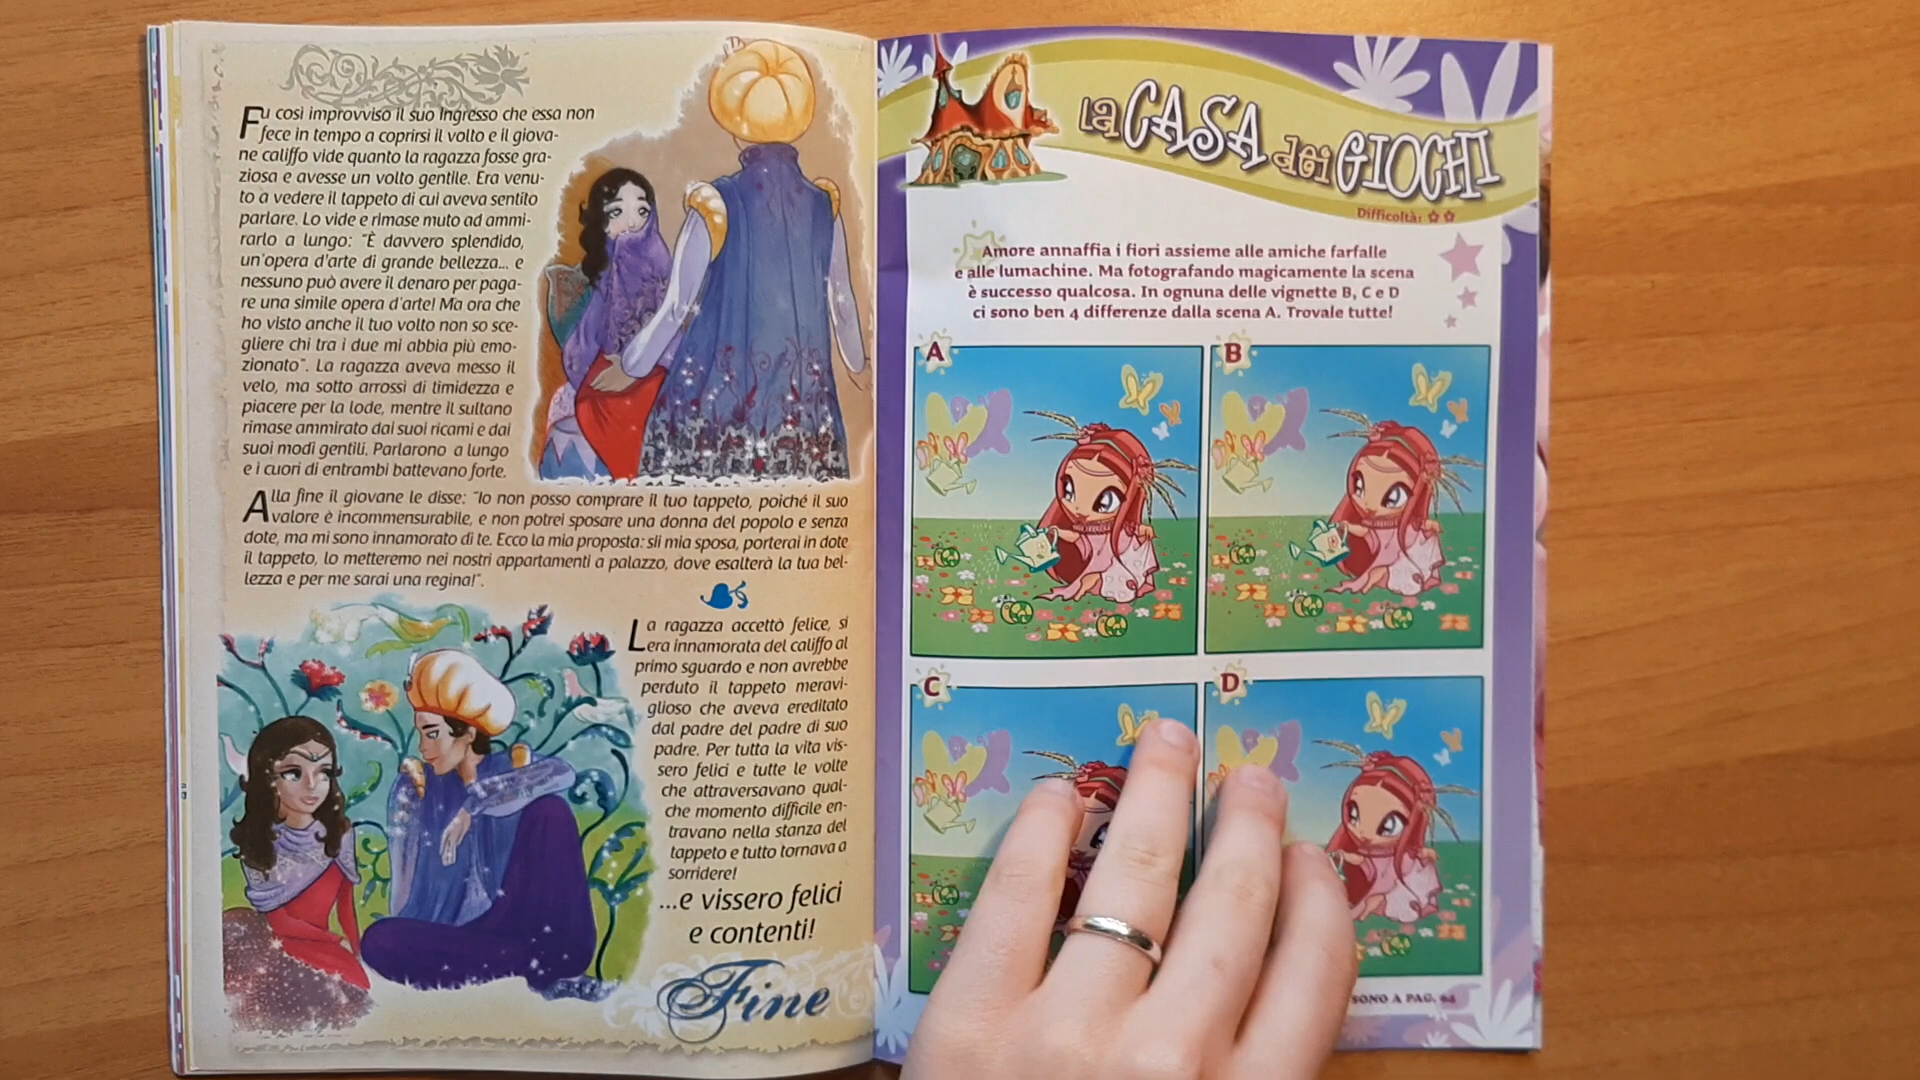 Fu così improvviso il suo ingresso che essa non
fece in tempo a coprirsi il volto e il giova-
ne califfo vide quanto la ragazza fosse gra-
ziosa e avesse un volto gentile. Era venu-
to a vedere il tappeto di cui aveva sentito
parlare. Lo vide e rimase muto ad ammi-
rarlo a lungo: "È davvero splendido,
un'opera d'arte di grande bellezza... e
nessuno può avere il denaro per paga-
re una simile opera d'arte! Ma ora che
ho visto anche il tuo volto non so sce-
gliere chi tra i due mi abbia più emo-
zionato". La ragazza aveva messo il
velo, ma sotto arrossì di timidezza e
piacere per la lode, mentre il sultano
rimase ammirato dai suoi ricami e dai
suoi modi gentili. Parlarono a lungo
e i cuori di entrambi battevano forte.
Alla fine il giovane le disse: "Io non posso comprare il tuo tappeto, poiché il suo
valore è incommensurabile, e non potrei sposare una donna del popolo e senza
dote, ma mi sono innamorato di te. Ecco la mia proposta: sii mia sposa, porterai in dote
il tappeto, lo metteremo nei nostri appartamenti a palazzo, dove esalterà la tua bel-
lezza e per me sarai una regina!".
La ragazza accettò felice, si
era innamorata del califfo al
primo sguardo e non avrebbe
perduto il tappeto meravi-
glioso che aveva ereditato
dal padre del padre di suo
padre. Per tutta la vita vis-
sero felici e tutte le volte
che attraversavano qual-
che momento difficile en-
travano nella stanza del
tappeto e tutto tornava a
sorridere!
...e vissero felici
e contenti!
Fine
la CASA dei GIOCHI
Difficoltà:
Amore annaffia i fiori assieme alle amiche farfalle
e alle lumachine. Ma fotografando magicamente la scena
è successo qualcosa. In ognuna delle vignette B, C e D
ci sono ben 4 differenze dalla scena A. Trovale tutte!
A
B
C
D
SONO A PAG. 64